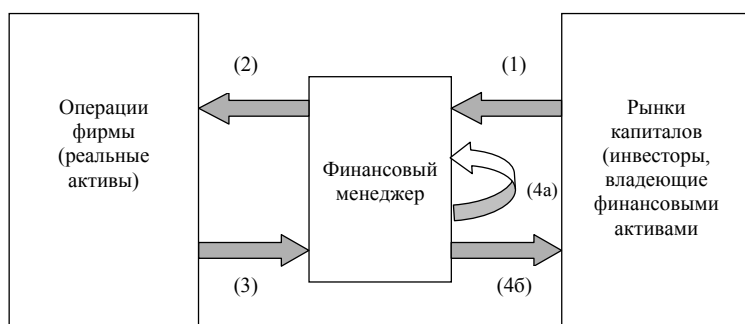 (2)
(1)
Операции
фирмы
(реальные
активы)
Финансовый
менеджер
Рынки
капиталов
(инвесторы,
владеющие
финансовыми
активами
(4а)
(3)
(4б)